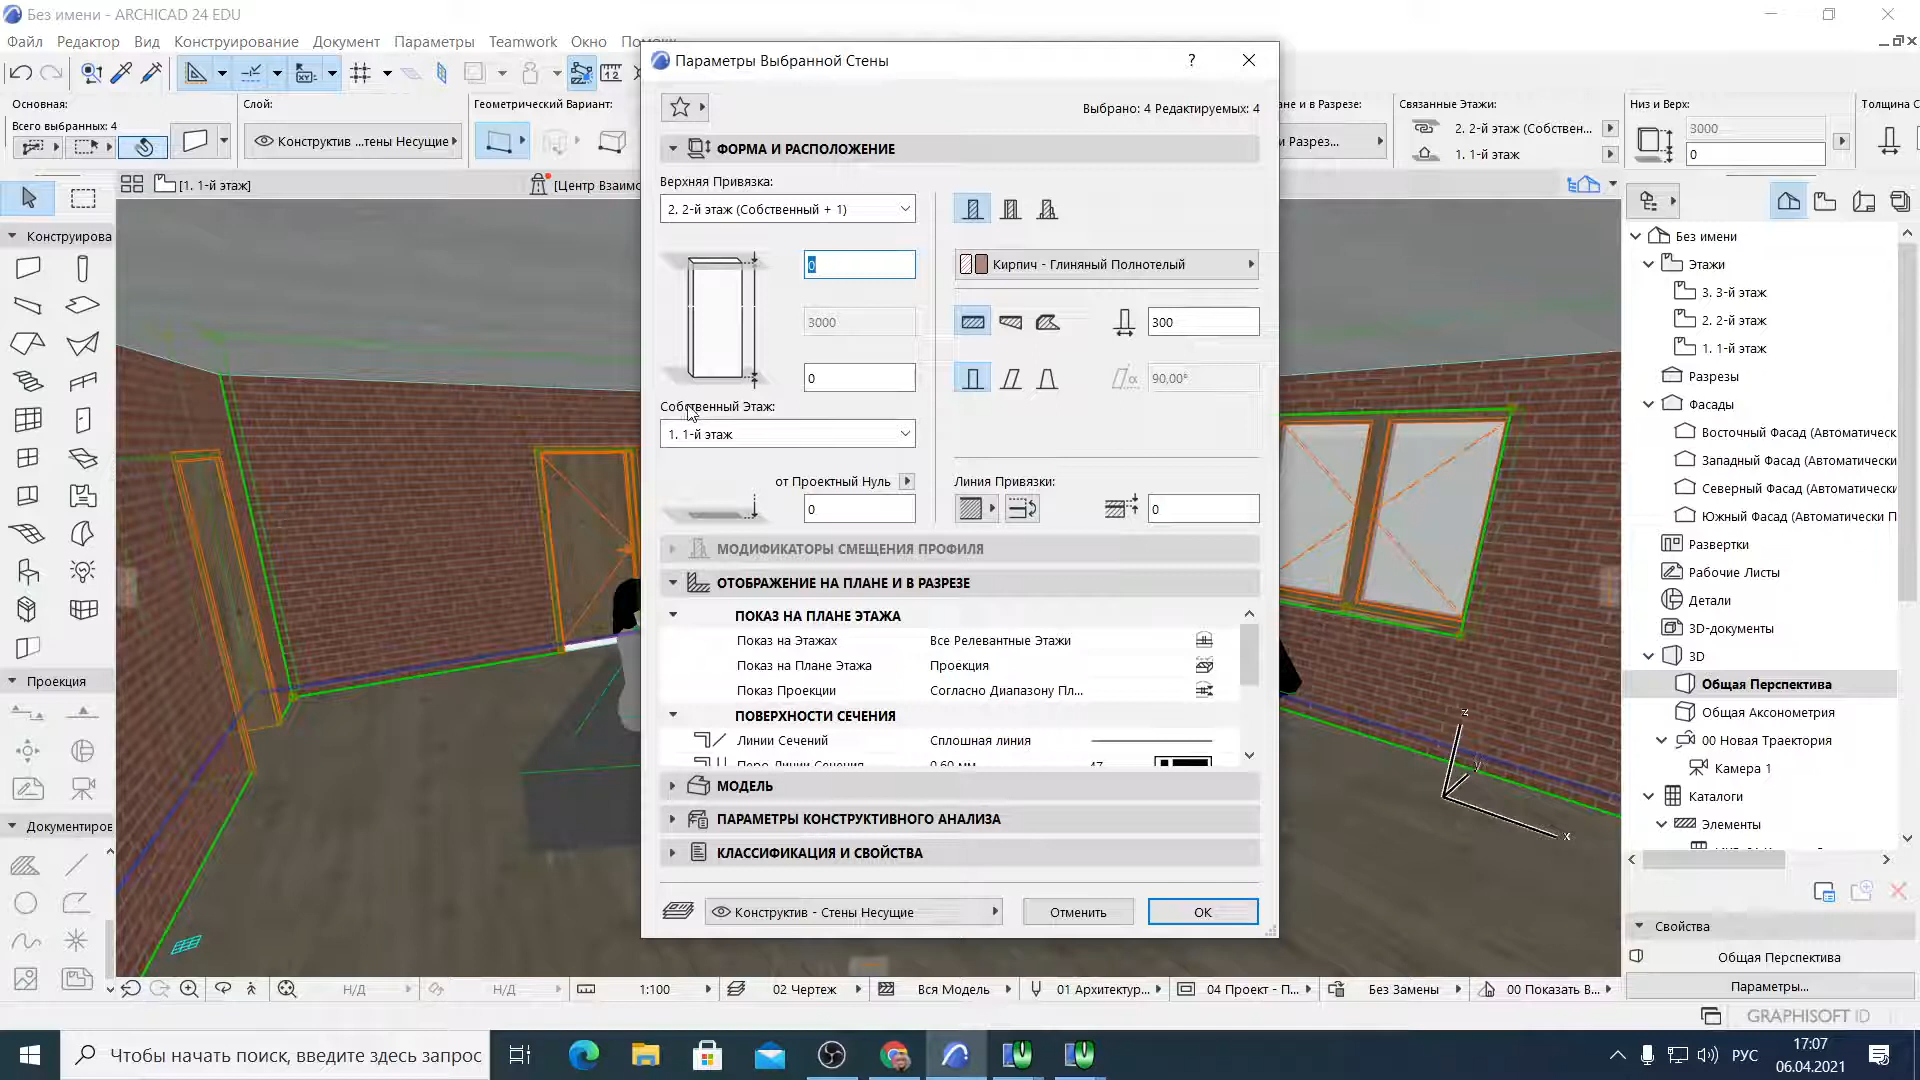 Без имени - ARCHICAD 24 EDU
Файл Редактор Вид Конструирование Документ Параметры Teamwork Окно
Основная:
Всего выбранных: 4
Слой:
Конструктив ...тены Несущие
Геометрический Вариант:
Связанные Этажи:
2. 2-й этаж (Собствен...
1. 1-й этаж
Низ и Верх:
3000
0
Толщина С
ане и в Разрезе:
и Разрез...
[1. 1-й этаж]
[Центр Взаимо
Конструирова
Проекция
Документиров
Параметры Выбранной Стены
Выбрано: 4 Редактируемых: 4
ФОРМА И РАСПОЛОЖЕНИЕ
Верхняя Привязка:
2. 2-й этаж (Собственный + 1)
0
Кирпич - Глиняный Полнотелый
3000
300
0
90,00°
Собственный Этаж:
1. 1-й этаж
от Проектный Нуль
Линия Привязки:
0
0
МОДИФИКАТОРЫ СМЕЩЕНИЯ ПРОФИЛЯ
ОТОБРАЖЕНИЕ НА ПЛАНЕ И В РАЗРЕЗЕ
ПОКАЗ НА ПЛАНЕ ЭТАЖА
Показ на Этажах Все Релевантные Этажи
Показ на Плане Этажа Проекция
Показ Проекции Согласно Диапазону Пл...
ПОВЕРХНОСТИ СЕЧЕНИЯ
Линии Сечений Сплошная линия
Перо Линии Сечения 0.60 мм 47
МОДЕЛЬ
ПАРАМЕТРЫ КОНСТРУКТИВНОГО АНАЛИЗА
КЛАССИФИКАЦИЯ И СВОЙСТВА
Конструктив - Стены Несущие
Отменить
OK
z
y
x
Без имени
Этажи
3. 3-й этаж
2. 2-й этаж
1. 1-й этаж
Разрезы
Фасады
Восточный Фасад (Автоматическ
Западный Фасад (Автоматически
Северный Фасад (Автоматически
Южный Фасад (Автоматически П
Развертки
Рабочие Листы
Детали
3D-документы
3D
Общая Перспектива
Общая Аксонометрия
00 Новая Траектория
Камера 1
Каталоги
Элементы
Свойства
Общая Перспектива
Параметры...
Н/Д
Н/Д
1:100
02 Чертеж
Вся Модель
01 Архитектур...
04 Проект - П...
Без Замены
00 Показать В...
GRAPHISOFT ID
Чтобы начать поиск, введите здесь запрос
РУС
17:07
06.04.2021